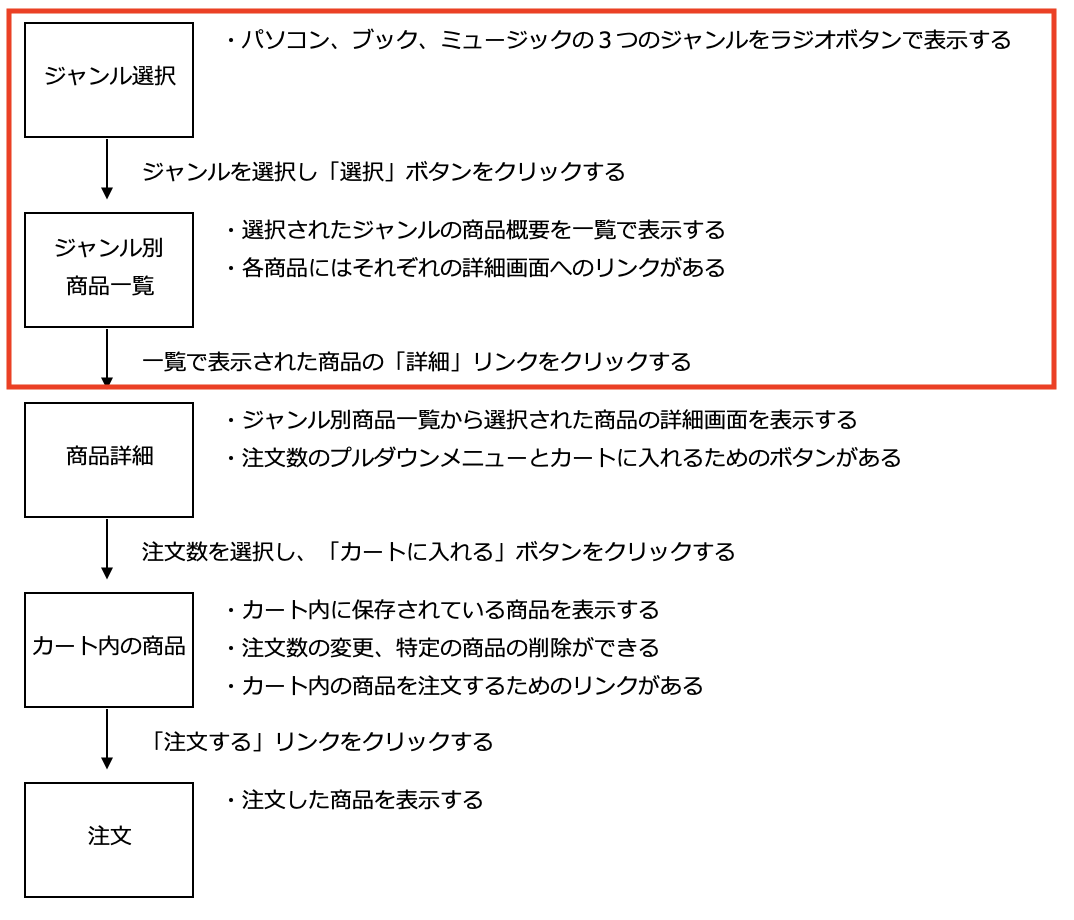 ジャンル選択
・パソコン、ブック、ミュージックの３つのジャンルをラジオボタンで表示する
ジャンルを選択し「選択」ボタンをクリックする
ジャンル別
商品一覧
・選択されたジャンルの商品概要を一覧で表示する
・各商品にはそれぞれの詳細画面へのリンクがある
一覧で表示された商品の「詳細」リンクをクリックする
商品詳細
・ジャンル別商品一覧から選択された商品の詳細画面を表示する
・注文数のプルダウンメニューとカートに入れるためのボタンがある
注文数を選択し、「カートに入れる」ボタンをクリックする
カート内の商品
・カート内に保存されている商品を表示する
・注文数の変更、特定の商品の削除ができる
・カート内の商品を注文するためのリンクがある
「注文する」リンクをクリックする
注文
・注文した商品を表示する